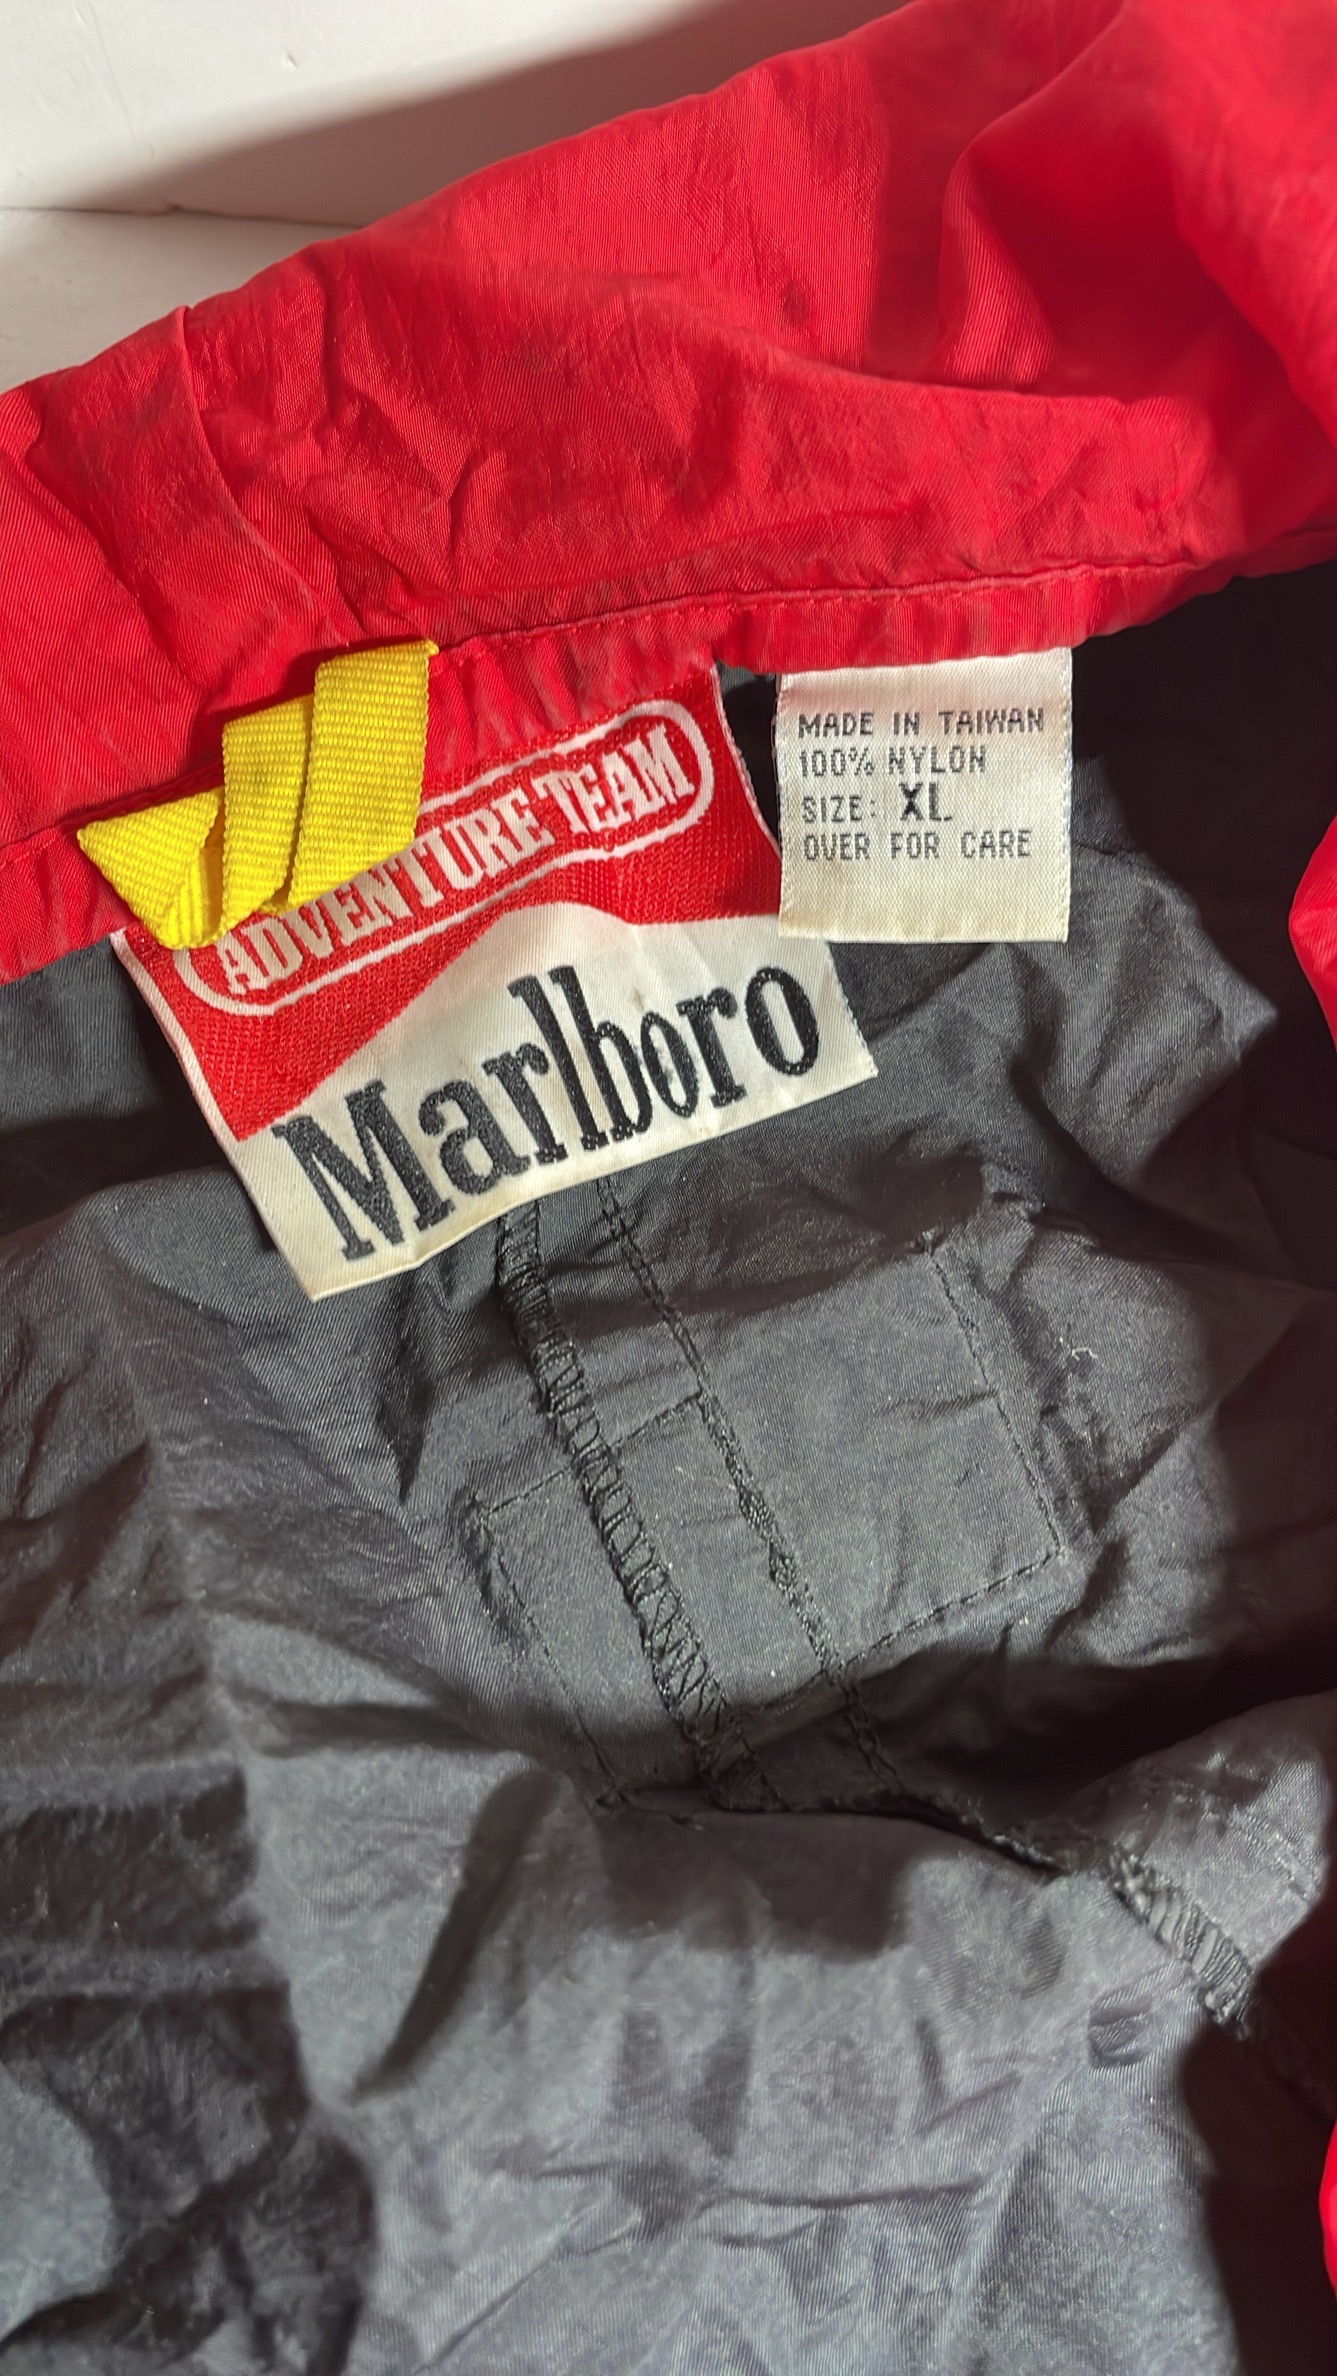 ADVENTURE TEAM
Marlboro
MADE IN TAIWAN
100% NYLON
SIZE: XL
OVER FOR CARE